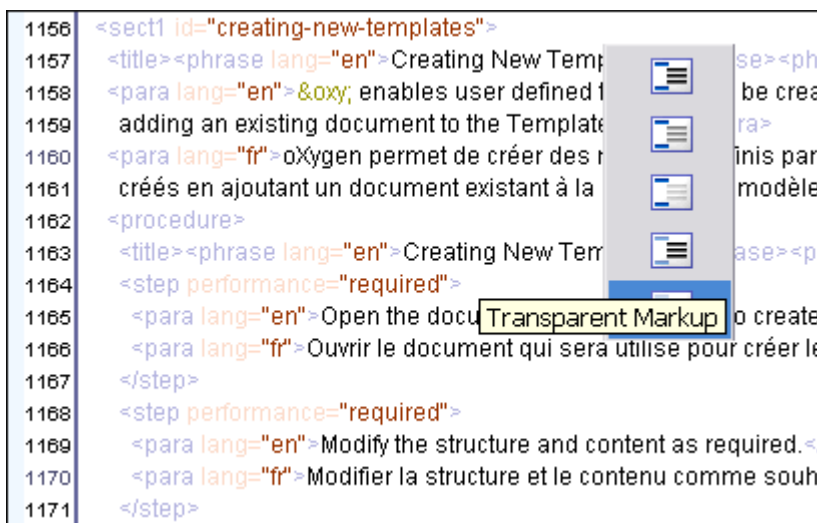 1156 <sect1 id="creating-new-templates">
1157 <title><phrase lang="en">Creating New Temp se><ph
1158 <para lang="en">&oxy; enables user defined be crea
1159 adding an existing document to the Template ra>
1160 <para lang="fr">oXygen permet de créer des inis par
1161 créés en ajoutant un document existant à la modèle
1162 <procedure>
1163 <title><phrase lang="en">Creating New Tem ase><p
1164 <step performance="required">
1165 <para lang="en">Open the docu Transparent Markup o create
1166 <para lang="fr">Ouvrir le document qui sera utilisé pour créer le
1167 </step>
1168 <step performance="required">
1169 <para lang="en">Modify the structure and content as required.<
1170 <para lang="fr">Modifier la structure et le contenu comme souh
1171 </step>